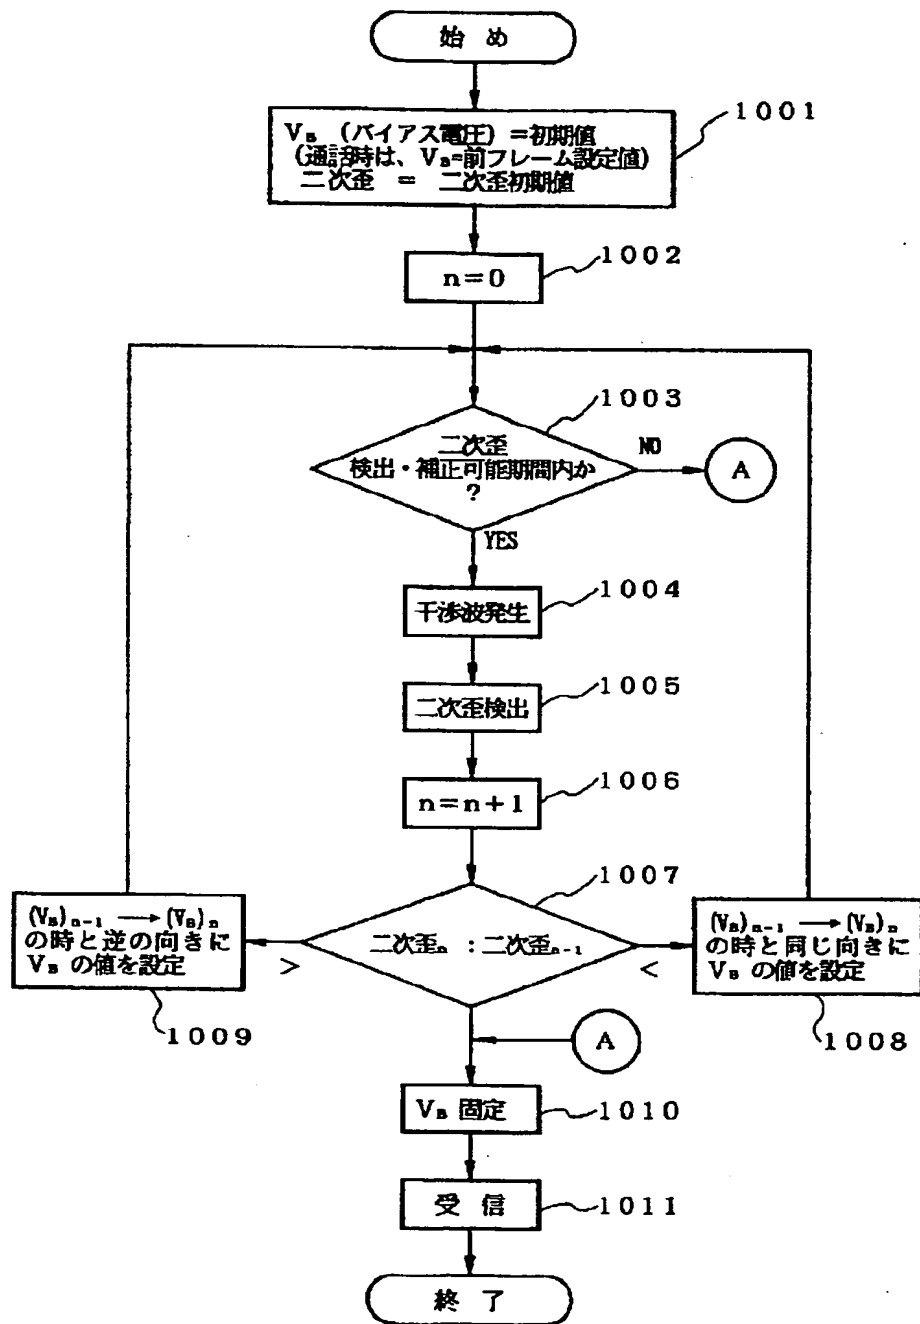 始 め
1001
V_B (バイアス電圧)=初期値
(通話時は、V_B=前フレーム設定値)
二次歪 = 二次歪初期値
1002
n=0
1003
二次歪
検出・補正可能期間内か
?
NO
A
YES
1004
干渉波発生
1005
二次歪検出
1006
n=n+1
1007
二次歪n :二次歪n-1
>
<
(V_B)n-1 → (V_B)n
の時と逆の向きに
V_B の値を設定
1009
(V_B)n-1 → (V_B)n
の時と同じ向きに
V_B の値を設定
1008
A
V_B 固定
1010
受 信
1011
終 了